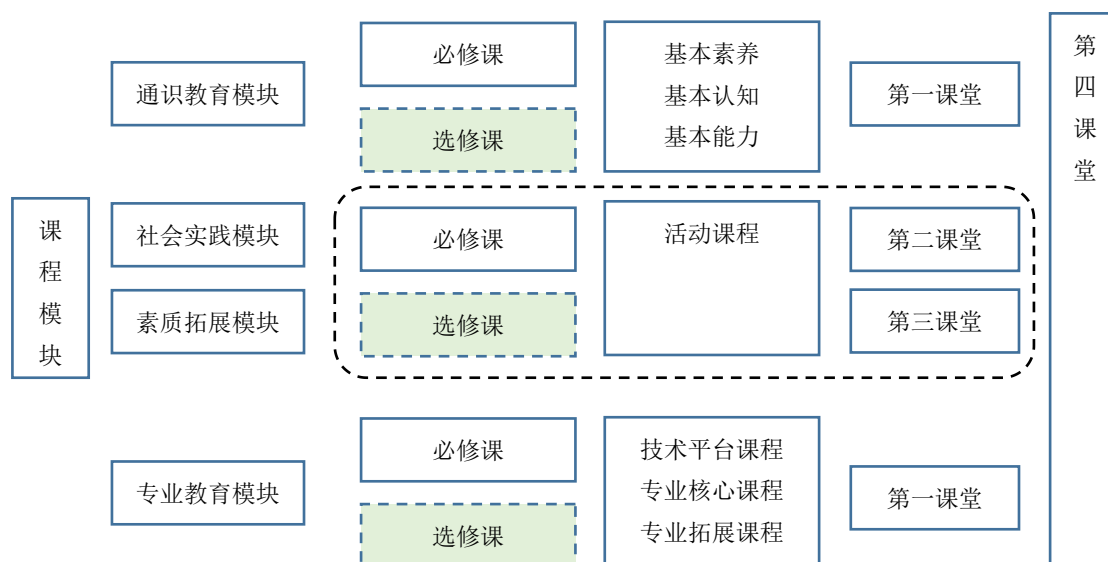 课
程
模
块
通识教育模块
必修课
选修课
基本素养
基本认知
基本能力
第一课堂
社会实践模块
素质拓展模块
必修课
选修课
活动课程
第二课堂
第三课堂
专业教育模块
必修课
选修课
技术平台课程
专业核心课程
专业拓展课程
第一课堂
第
四
课
堂